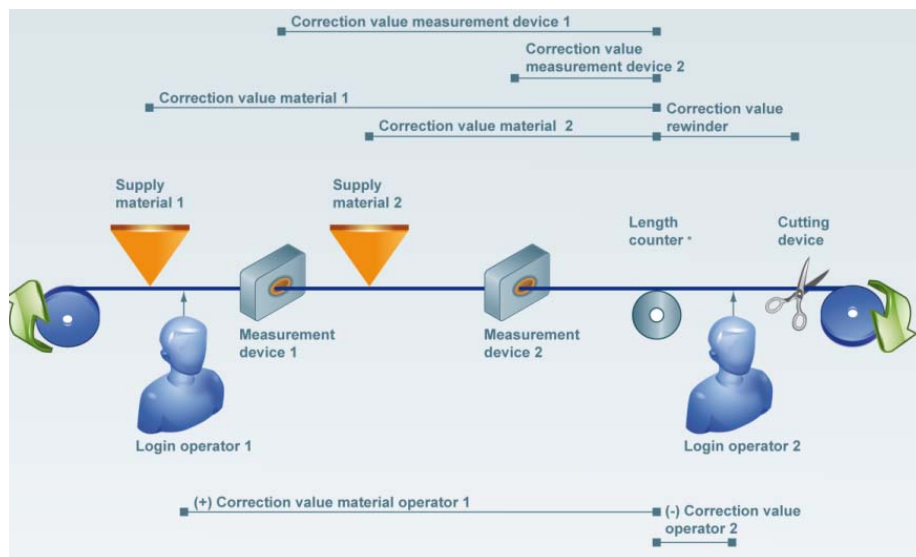 Correction value measurement device 1
Correction value
measurement device 2
Correction value material 1
Correction value
rewinder
Correction value material 2
Supply
material 1
Supply
material 2
Length
counter *
Cutting
device
Measurement
device 1
Measurement
device 2
Login operator 1
Login operator 2
(+) Correction value material operator 1
(-) Correction value
operator 2